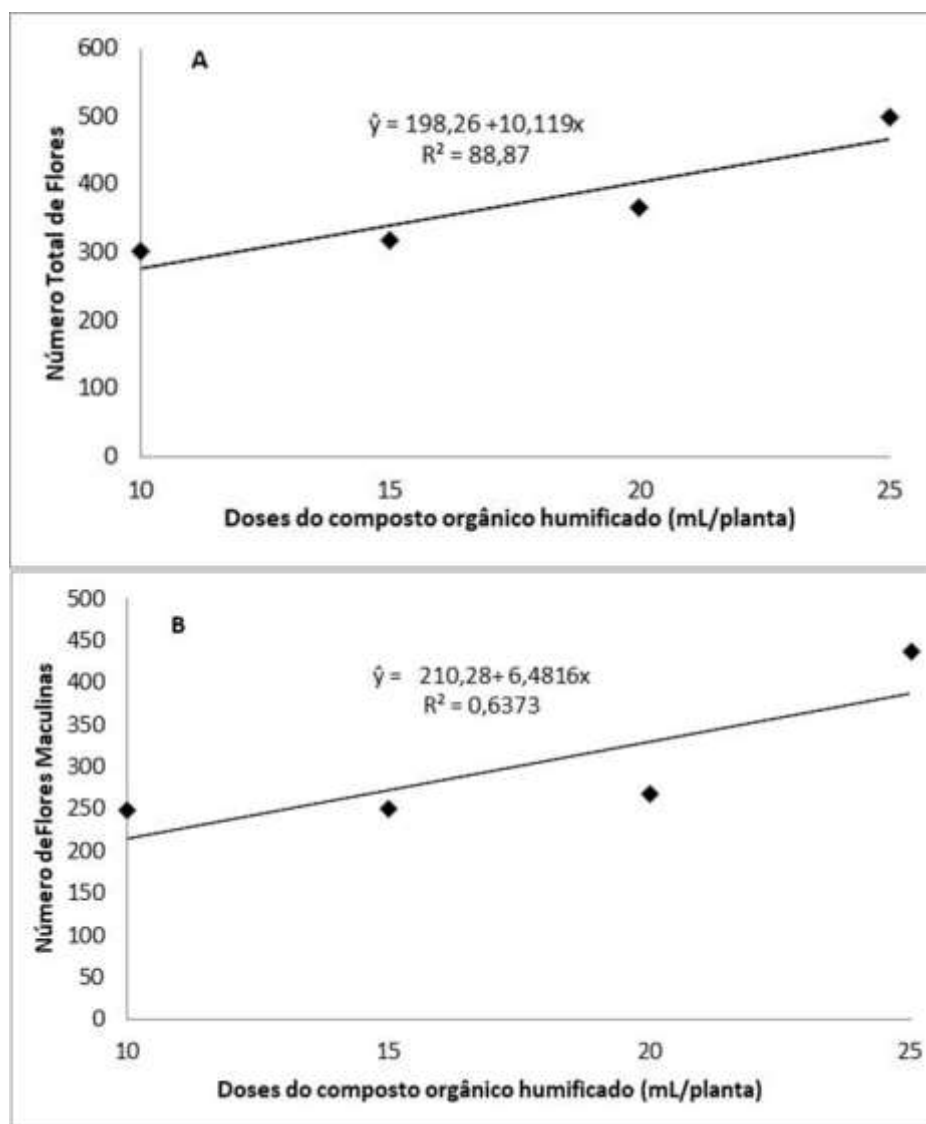 A
600
500
400
300
200
100
0
ŷ = 198,26 +10,119x
R² = 88,87
Número Total de Flores
10 15 20 25
Doses do composto orgânico humificado (mL/planta)
B
500
450
400
350
300
250
200
150
100
50
0
ŷ = 210,28+ 6,4816x
R² = 0,6373
Número deFlores Maculinas
10 15 20 25
Doses do composto orgânico humificado (mL/planta)